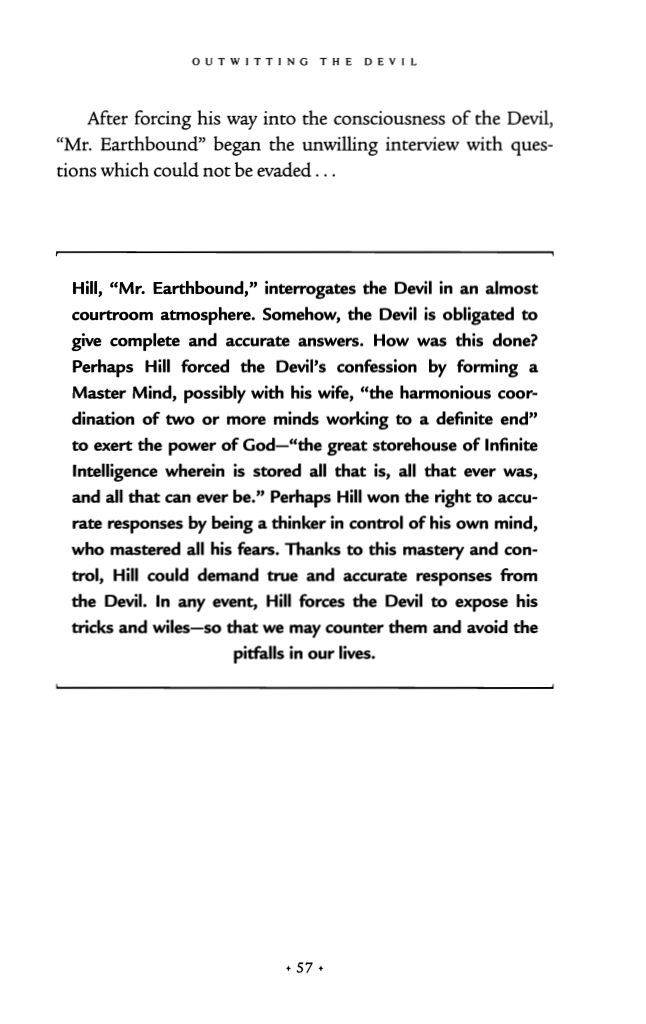 OUTWITTING THE DEVIL
After forcing his way into the consciousness of the Devil,
“Mr. Earthbound” began the unwilling interview with ques-
tions which could not be evaded . . .
Hill, “Mr. Earthbound,” interrogates the Devil in an almost
courtroom atmosphere. Somehow, the Devil is obligated to
give complete and accurate answers. How was this done?
Perhaps Hill forced the Devil’s confession by forming a
Master Mind, possibly with his wife, “the harmonious coor-
dination of two or more minds working to a definite end”
to exert the power of God—“the great storehouse of Infinite
Intelligence wherein is stored all that is, all that ever was,
and all that can ever be.” Perhaps Hill won the right to accu-
rate responses by being a thinker in control of his own mind,
who mastered all his fears. Thanks to this mastery and con-
trol, Hill could demand true and accurate responses from
the Devil. In any event, Hill forces the Devil to expose his
tricks and wiles—so that we may counter them and avoid the
pitfalls in our lives.
• 57 •